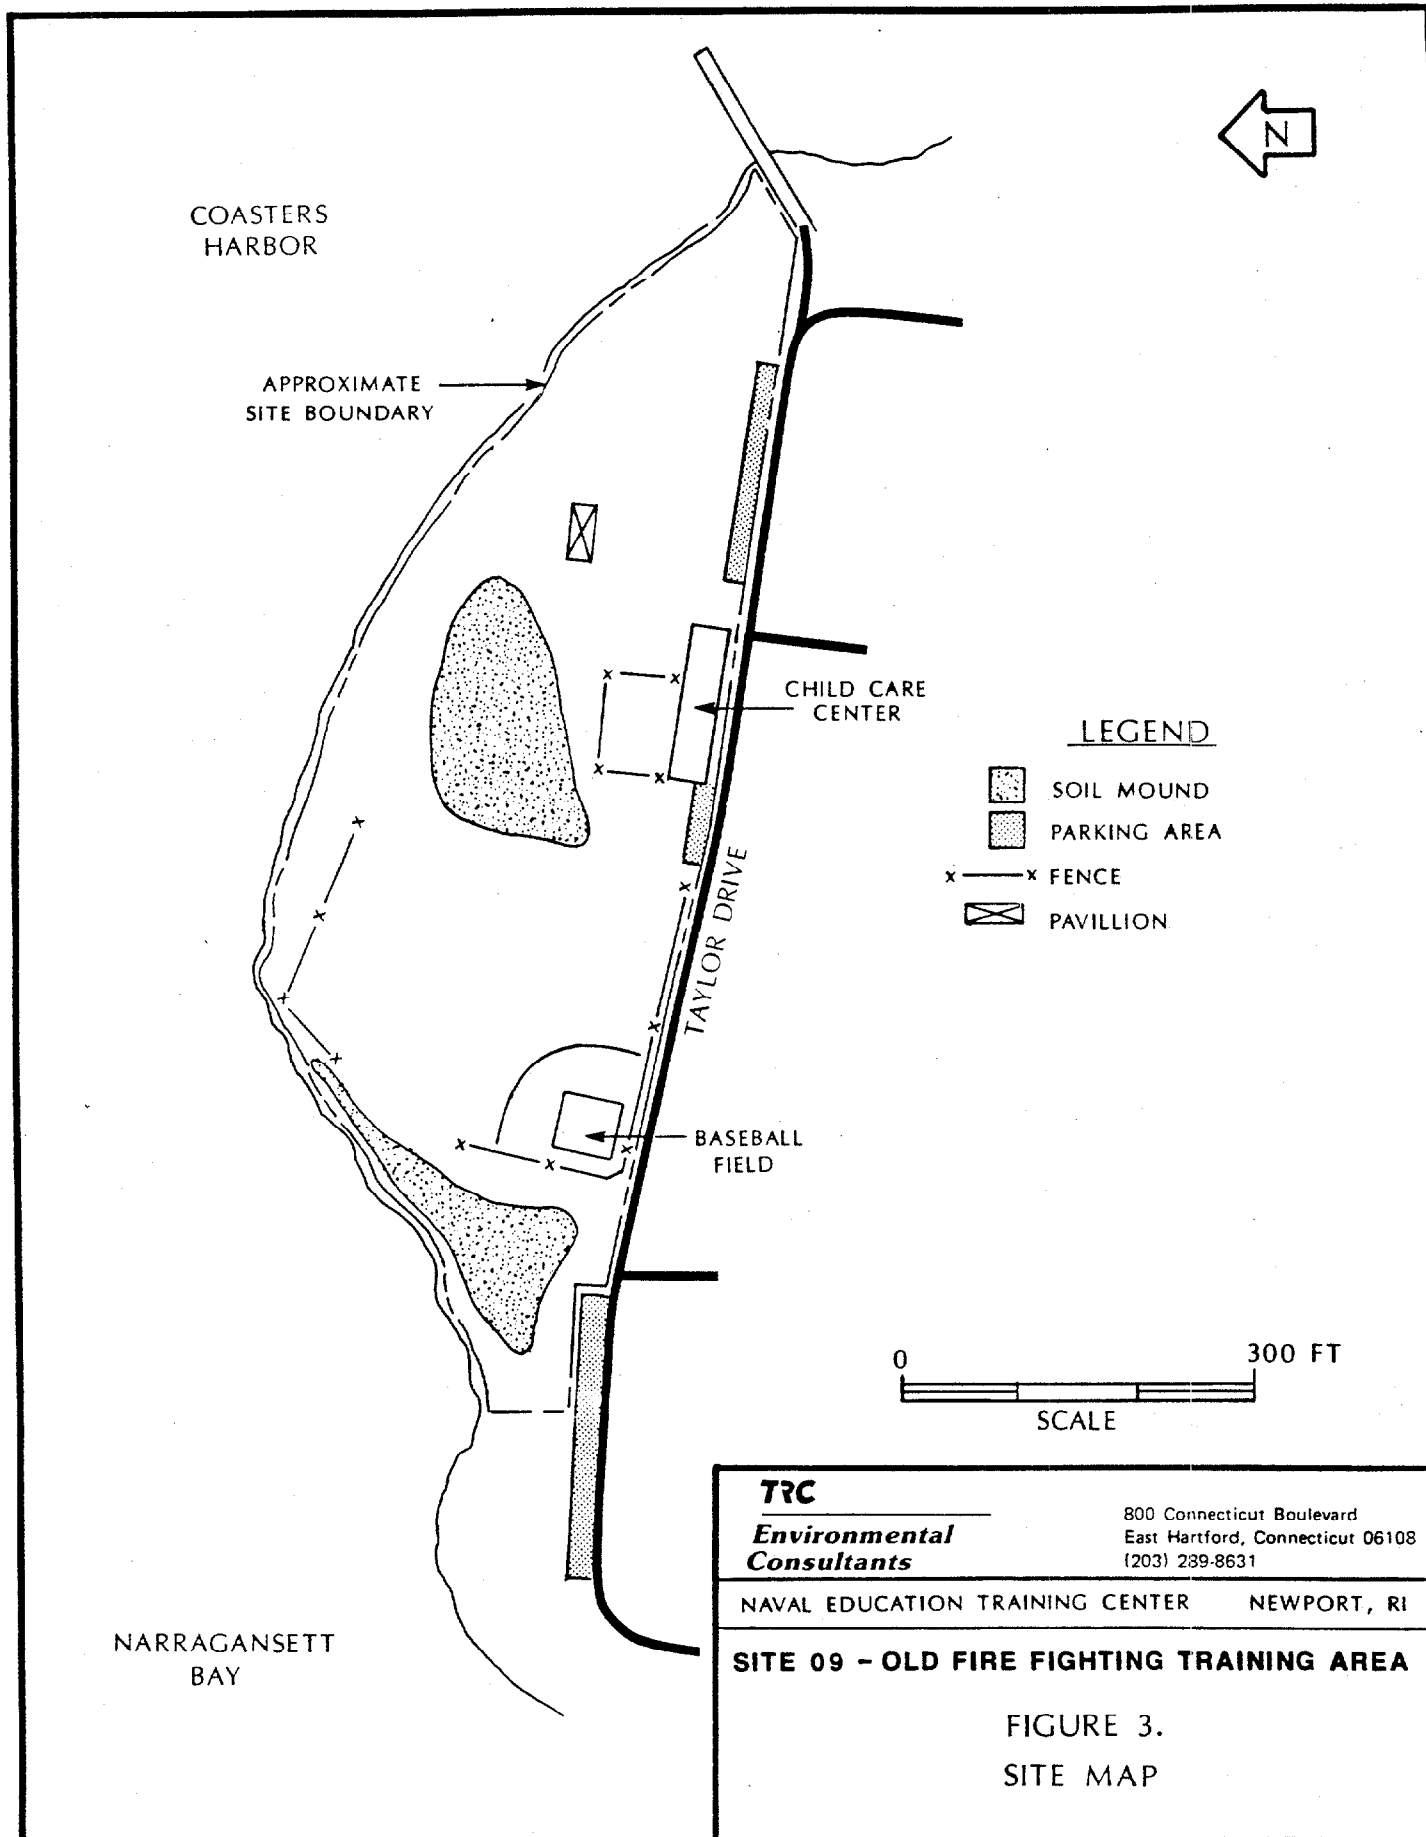 N
COASTERS
HARBOR
APPROXIMATE
SITE BOUNDARY
CHILD CARE
CENTER
LEGEND
SOIL MOUND
PARKING AREA
x x FENCE
PAVILLION
TAYLOR DRIVE
BASEBALL
FIELD
0 300 FT
SCALE
NARRAGANSETT
BAY
TRC
Environmental
Consultants
800 Connecticut Boulevard
East Hartford, Connecticut 06108
(203) 289-8631
NAVAL EDUCATION TRAINING CENTER NEWPORT, RI
SITE 09 - OLD FIRE FIGHTING TRAINING AREA
FIGURE 3.
SITE MAP